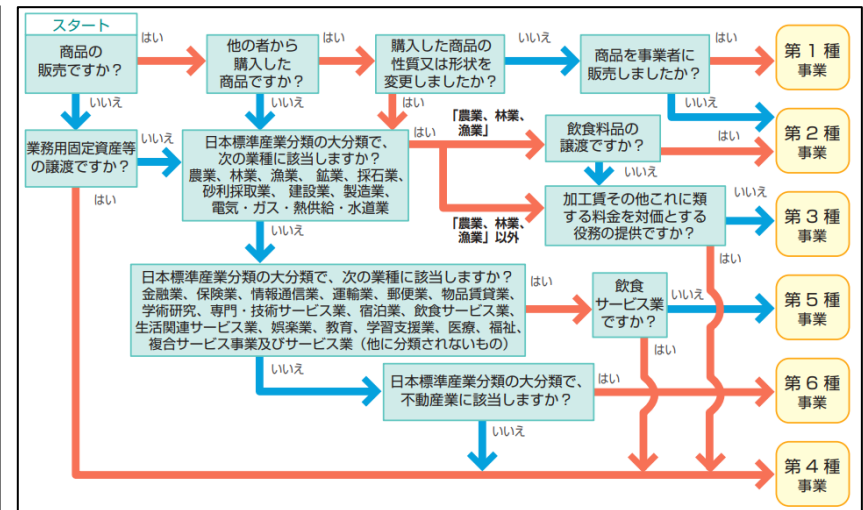 スタート
商品の
販売ですか？
はい
他の者から
購入した
商品ですか？
はい
購入した商品の
性質又は形状を
変更しましたか？
いいえ
商品を事業者に
販売しましたか？
はい
第１種
事業
いいえ
いいえ
はい
いいえ
業務用固定資産等
の譲渡ですか？
いいえ
はい
日本標準産業分類の大分類で、
次の業種に該当しますか？
農業、林業、漁業、鉱業、採石業、
砂利採取業、建設業、製造業、
電気・ガス・熱供給・水道業
はい
「農業、林業、
漁業」
飲食料品の
譲渡ですか？
はい
第２種
事業
いいえ
「農業、林業、
漁業」以外
加工賃その他これに類
する料金を対価とする
役務の提供ですか？
いいえ
第３種
事業
はい
いいえ
日本標準産業分類の大分類で、次の業種に該当しますか？
金融業、保険業、情報通信業、運輸業、郵便業、物品賃貸業、
学術研究、専門・技術サービス業、宿泊業、飲食サービス業、
生活関連サービス業、娯楽業、教育、学習支援業、医療、福祉、
複合サービス事業及びサービス業（他に分類されないもの）
はい
飲食
サービス業
ですか？
いいえ
第５種
事業
はい
いいえ
日本標準産業分類の大分類で、
不動産業に該当しますか？
はい
第６種
事業
いいえ
第４種
事業